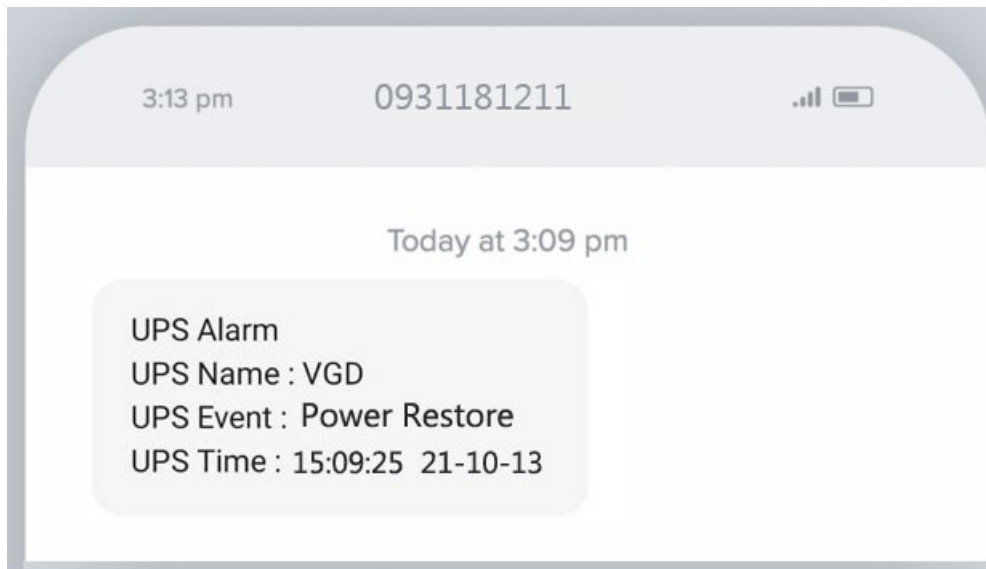 3:13 pm 0931181211
Today at 3:09 pm
UPS Alarm
UPS Name : VGD
UPS Event : Power Restore
UPS Time : 15:09:25 21-10-13